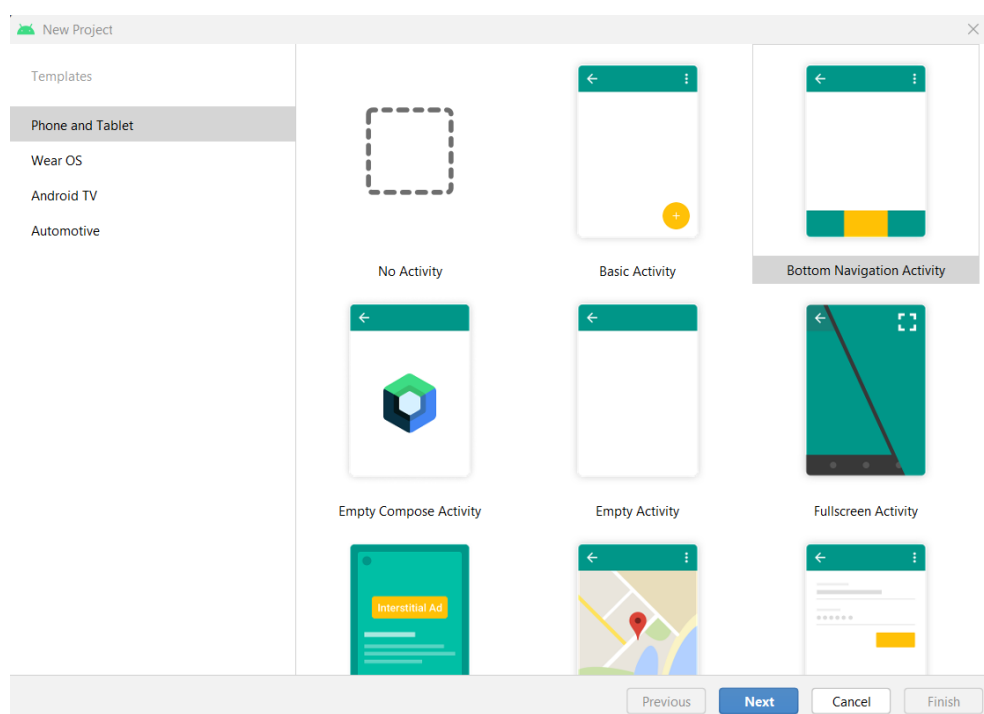 New Project
Templates
Phone and Tablet
Wear OS
Android TV
Automotive
No Activity
Basic Activity
Bottom Navigation Activity
Empty Compose Activity
Empty Activity
Fullscreen Activity
Interstitial Ad
Previous
Next
Cancel
Finish